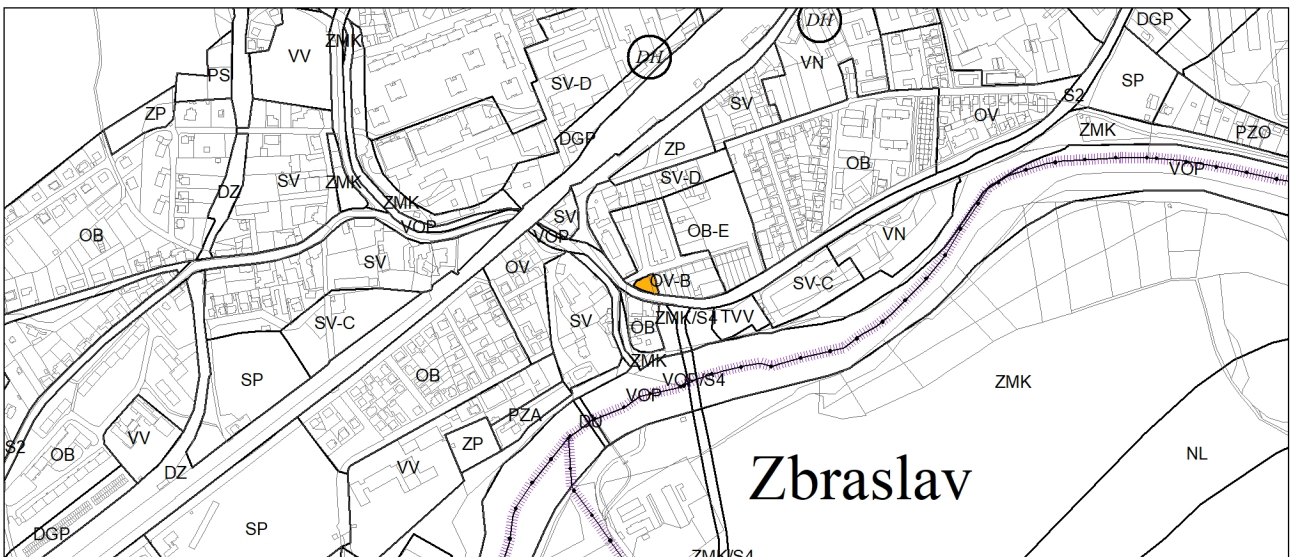 DH
DH
DGP
ZMK
VV
VN
PS
SV-D
SP
S2
SV
OV
ZP
ZMK
PZO
DGP
ZP
OB
VOP
SV-D
SV
ZMK
DZ
ZMK
SV
OB
VOP
VOP
OB-E
VN
SV
OV
OV-B
SV-C
SV-C
SV
OB
ZMK/S4
TVV
ZMK
OB
SP
VOP/S4
ZMK
VOP
PZA
DU
VV
ZP
S2
OB
VV
DZ
Zbraslav
NL
DGP
SP
ZMK/S4